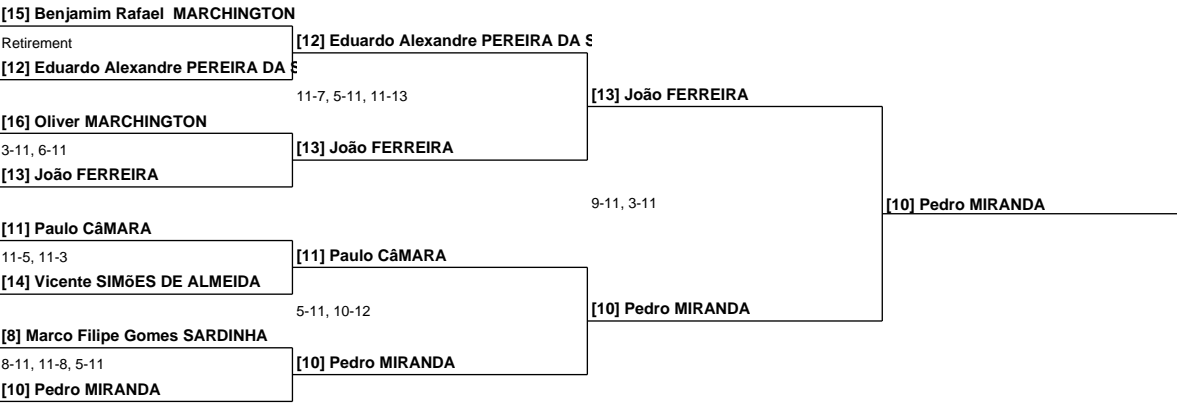 [15] Benjamim Rafael  MARCHINGTON
Retirement
[12] Eduardo Alexandre PEREIRA DA S
[12] Eduardo Alexandre PEREIRA DA S
11-7, 5-11, 11-13
[13] João FERREIRA
[16] Oliver MARCHINGTON
3-11, 6-11
[13] João FERREIRA
[13] João FERREIRA
9-11, 3-11
[10] Pedro MIRANDA
[11] Paulo CâMARA
11-5, 11-3
[14] Vicente SIMõES DE ALMEIDA
[11] Paulo CâMARA
5-11, 10-12
[10] Pedro MIRANDA
[8] Marco Filipe Gomes SARDINHA
8-11, 11-8, 5-11
[10] Pedro MIRANDA
[10] Pedro MIRANDA